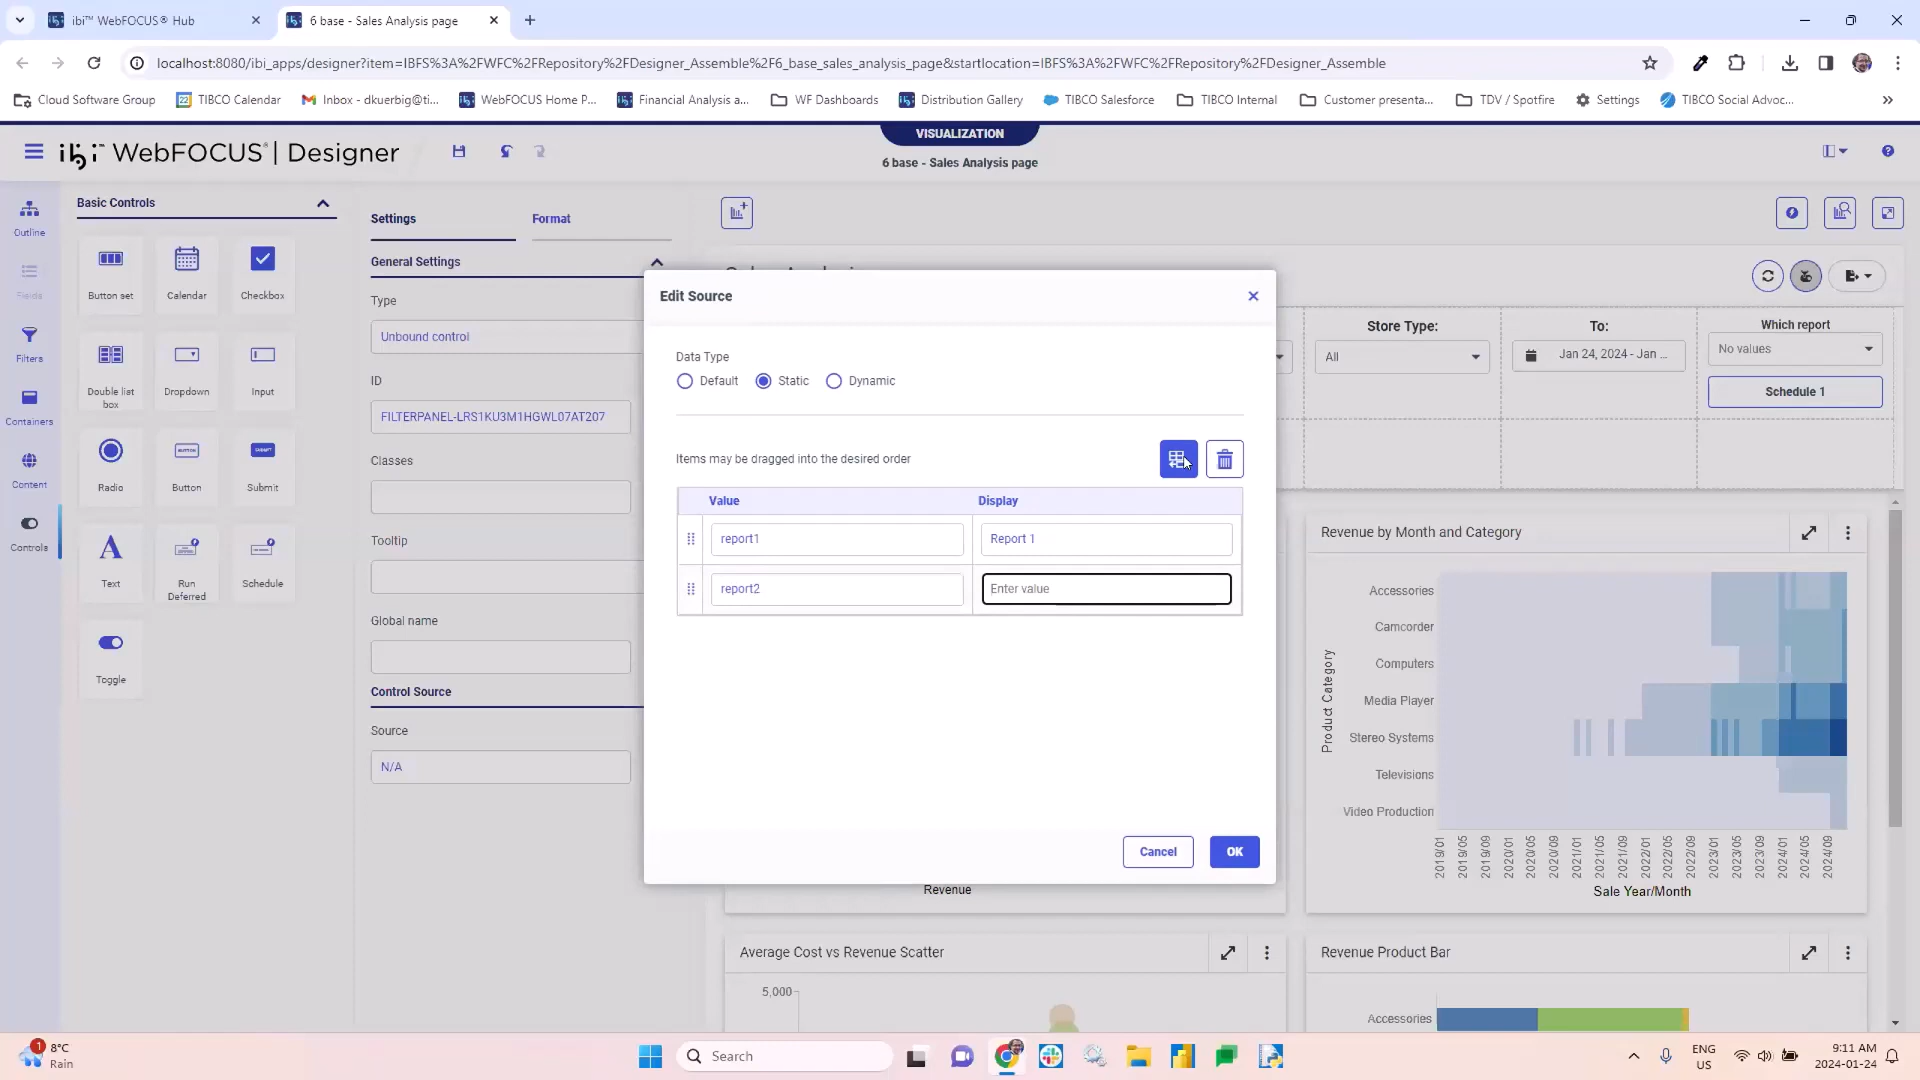 ibi™ WebFOCUS® Hub
6 base - Sales Analysis page
localhost:8080/ibi_apps/designer?item=IBFS%3A%2FWFC%2FRepository%2FDesigner_Assemble%2F6_base_sales_analysis_page&startlocation=IBFS%3A%2FWFC%2FRepository%2FDesigner_Assemble
Cloud Software Group
TIBCO Calendar
Inbox - dkuerbig@ti...
WebFOCUS Home P...
Financial Analysis a...
WF Dashboards
Distribution Gallery
TIBCO Salesforce
TIBCO Internal
Customer presenta...
TDV / Spotfire
Settings
TIBCO Social Advoc...
ibi™ WebFOCUS® | Designer
VISUALIZATION
6 base - Sales Analysis page
Outline
Fields
Filters
Containers
Content
Controls
Basic Controls
Button set
Calendar
Checkbox
Double list
box
Dropdown
Input
Radio
Button
Submit
Text
Run
Deferred
Schedule
Toggle
Settings
Format
General Settings
Type
Unbound control
ID
FILTERPANEL-LRS1KU3M1HGWL07AT207
Classes
Tooltip
Global name
Control Source
Source
N/A
Edit Source
Data Type
Default
Static
Dynamic
Items may be dragged into the desired order
Value
Display
report1
Report 1
report2
Enter value
Cancel
OK
Store Type:
All
To:
Jan 24, 2024 - Jan ...
Which report
No values
Schedule 1
Revenue by Month and Category
Product Category
Accessories
Camcorder
Computers
Media Player
Stereo Systems
Televisions
Video Production
2019/01
2019/05
2019/09
2020/01
2020/05
2020/09
2021/01
2021/05
2021/09
2022/01
2022/05
2022/09
2023/01
2023/05
2023/09
2024/01
2024/05
2024/09
Sale Year/Month
Revenue
Average Cost vs Revenue Scatter
5,000
Revenue Product Bar
Accessories
1
8°C
Rain
Search
ENG
US
9:11 AM
2024-01-24